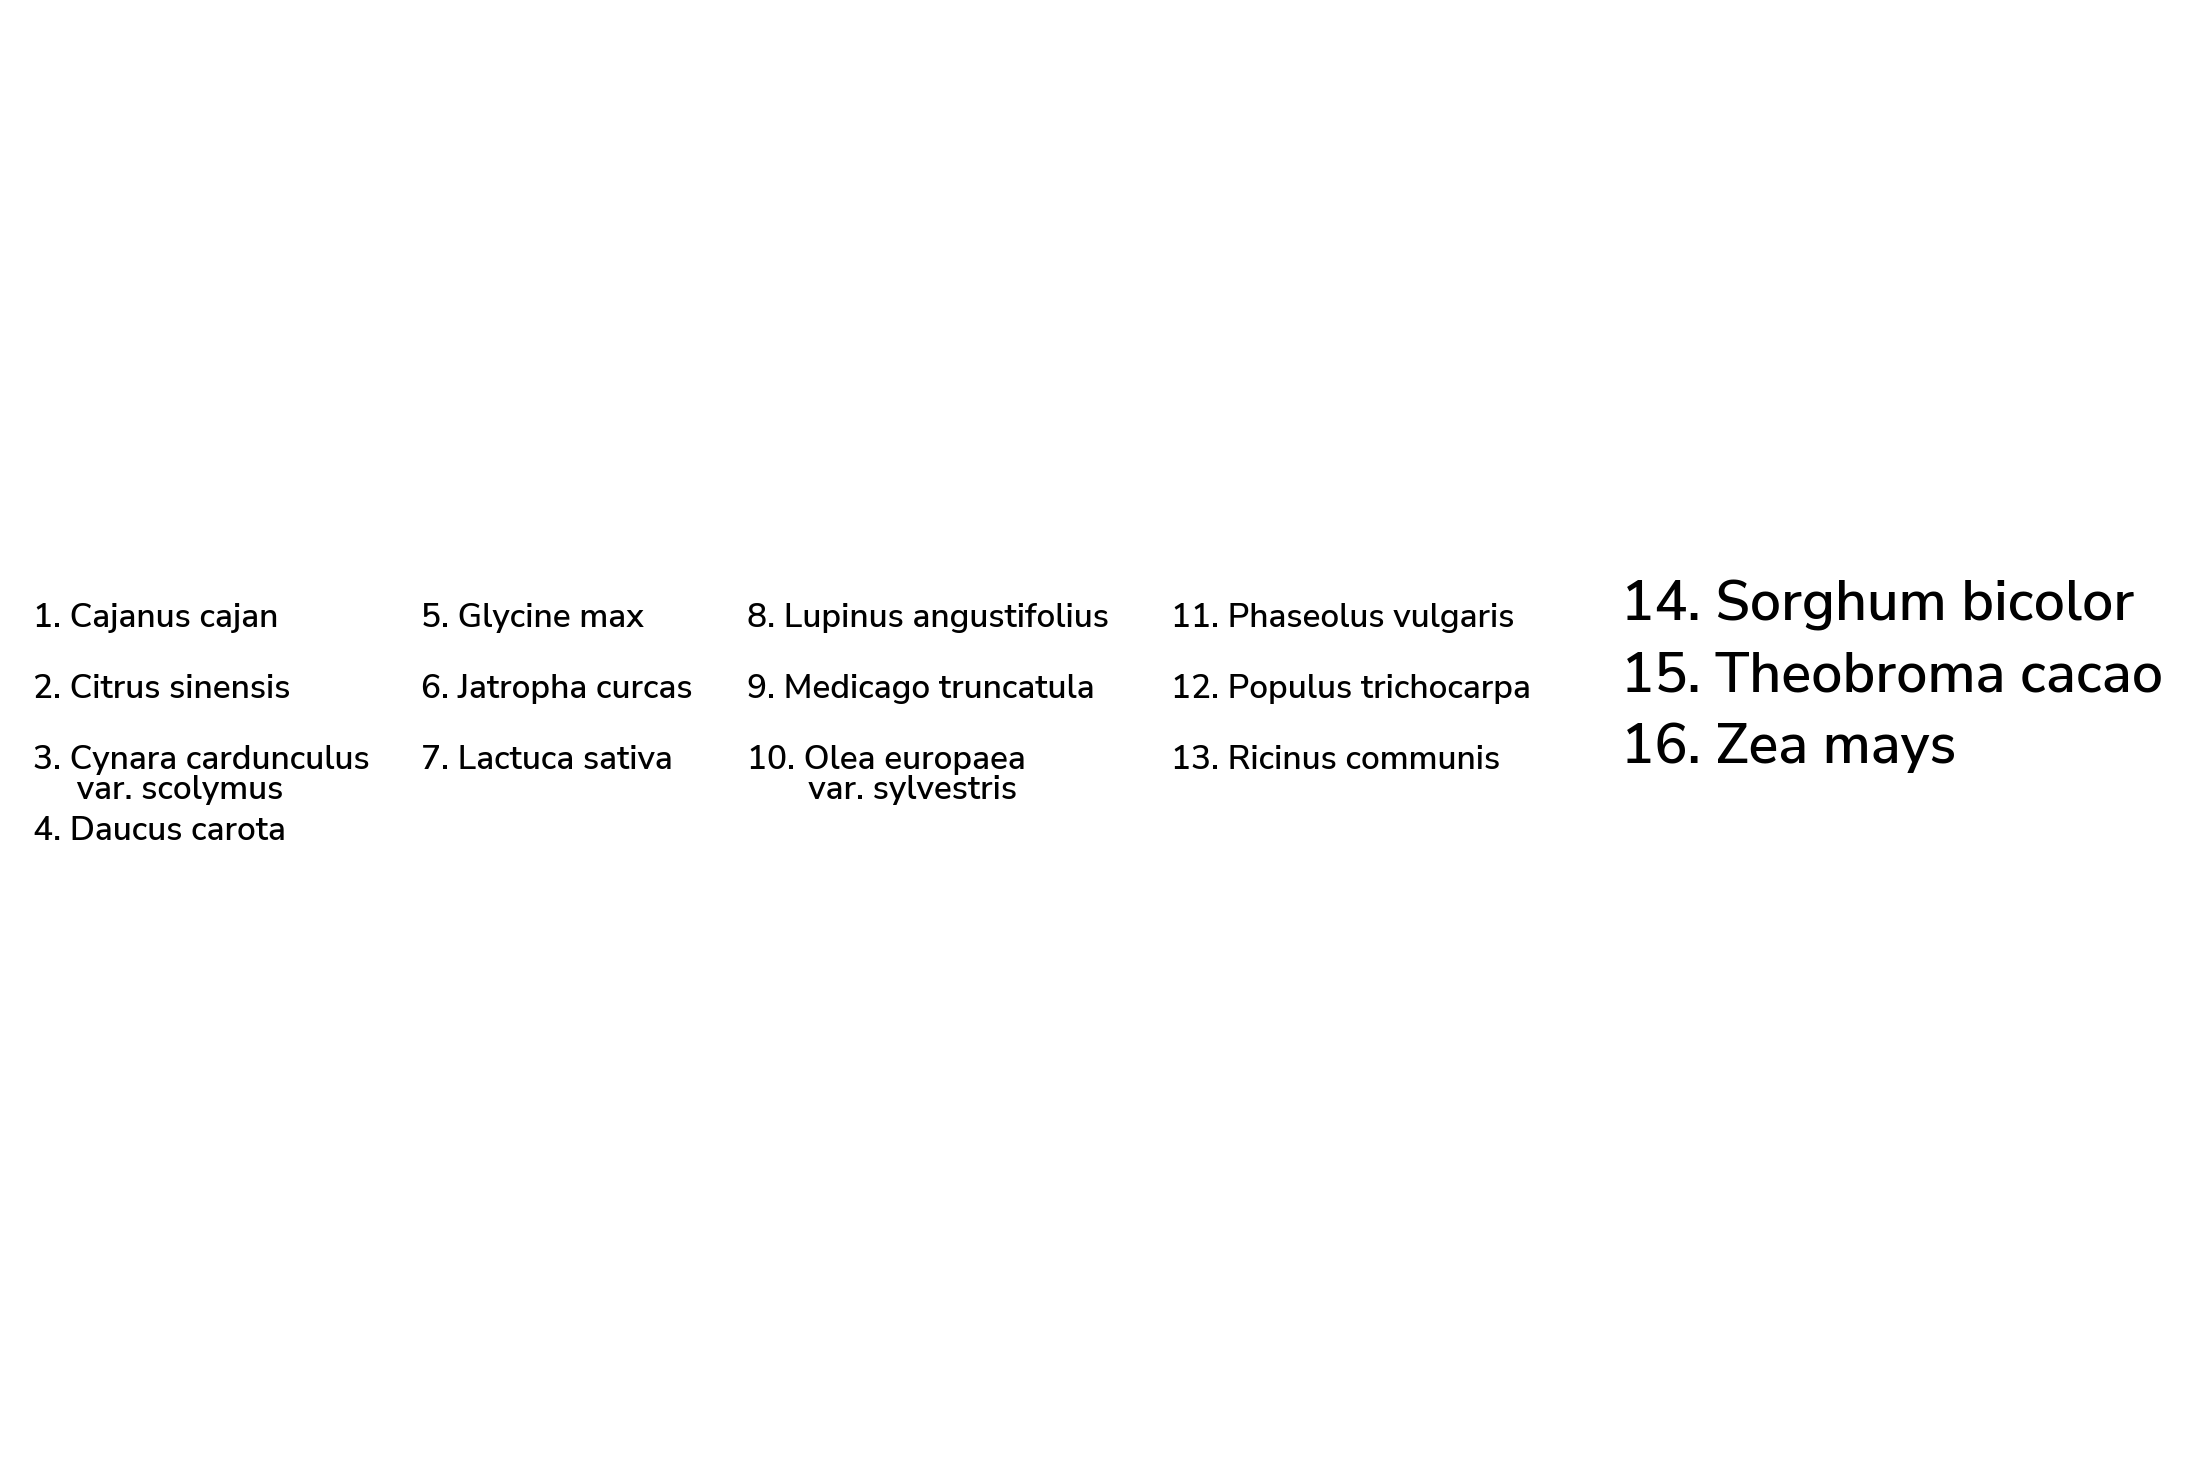 1. Cajanus cajan
2. Citrus sinensis
3. Cynara cardunculus
var. scolymus
4. Daucus carota
5. Glycine max
6. Jatropha curcas
7. Lactuca sativa
8. Lupinus angustifolius
9. Medicago truncatula
10. Olea europaea
var. sylvestris
11. Phaseolus vulgaris
12. Populus trichocarpa
13. Ricinus communis
14. Sorghum bicolor
15. Theobroma cacao
16. Zea mays